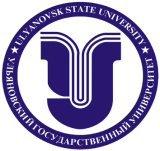 ULYANOVSK STATE UNIVERSITY
УЛЬЯНОВСКИЙ ГОСУДАРСТВЕННЫЙ УНИВЕРСИТЕТ